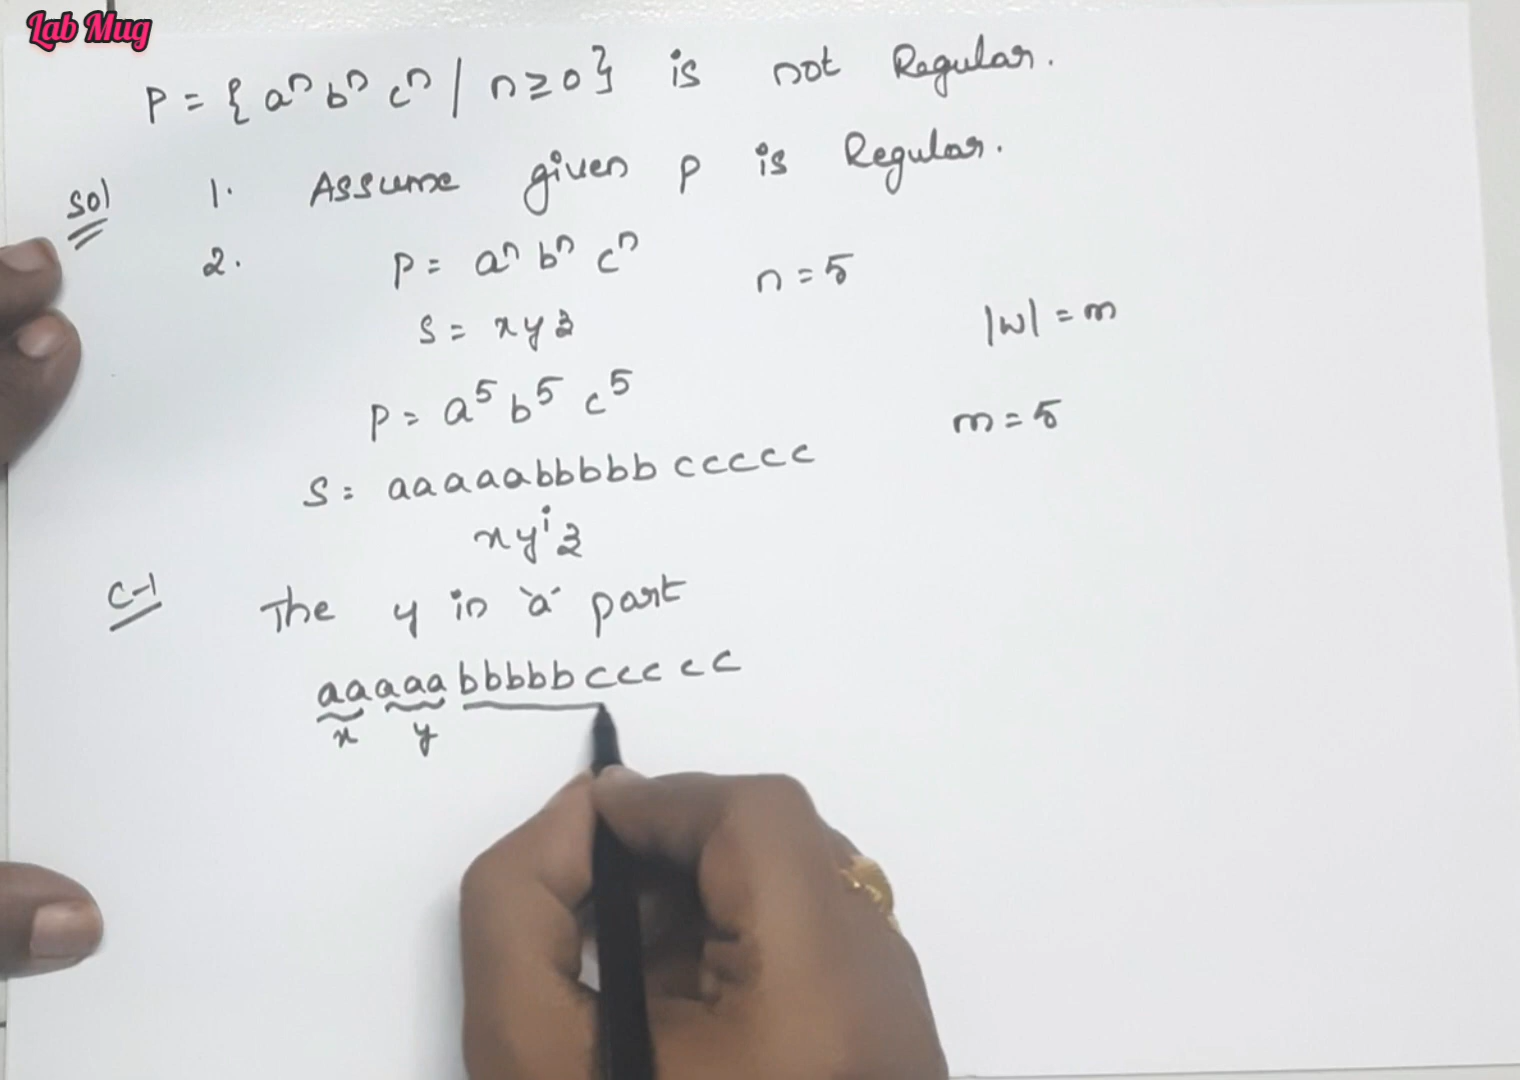 Lab Mug
P = { aⁿ bⁿ cⁿ / n ≥ 0 } is not Regular.
Sol 1. Assume given P is Regular.
2. P = aⁿ bⁿ cⁿ n = 5
S = xyz |w| = m
P = a⁵ b⁵ c⁵ m = 5
S = aaaaabbbbbccccc
xyⁱz
C-1 The y in 'a' part
aaaaabbbbbccccc
x y